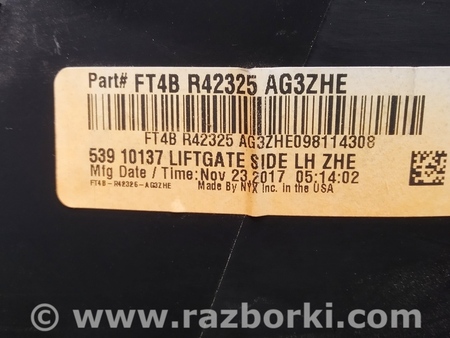 Part# FT4B R42325 AG3ZHE
FT4B R42325 AG3ZHE098114308
539 10137 LIFTGATE SIDE LH ZHE
Mfg Date / Time:Nov 23 2017 05:14:02
FT4B-R42325-AG3ZHE Made By NYX Inc. in the USA
© www.razborki.com